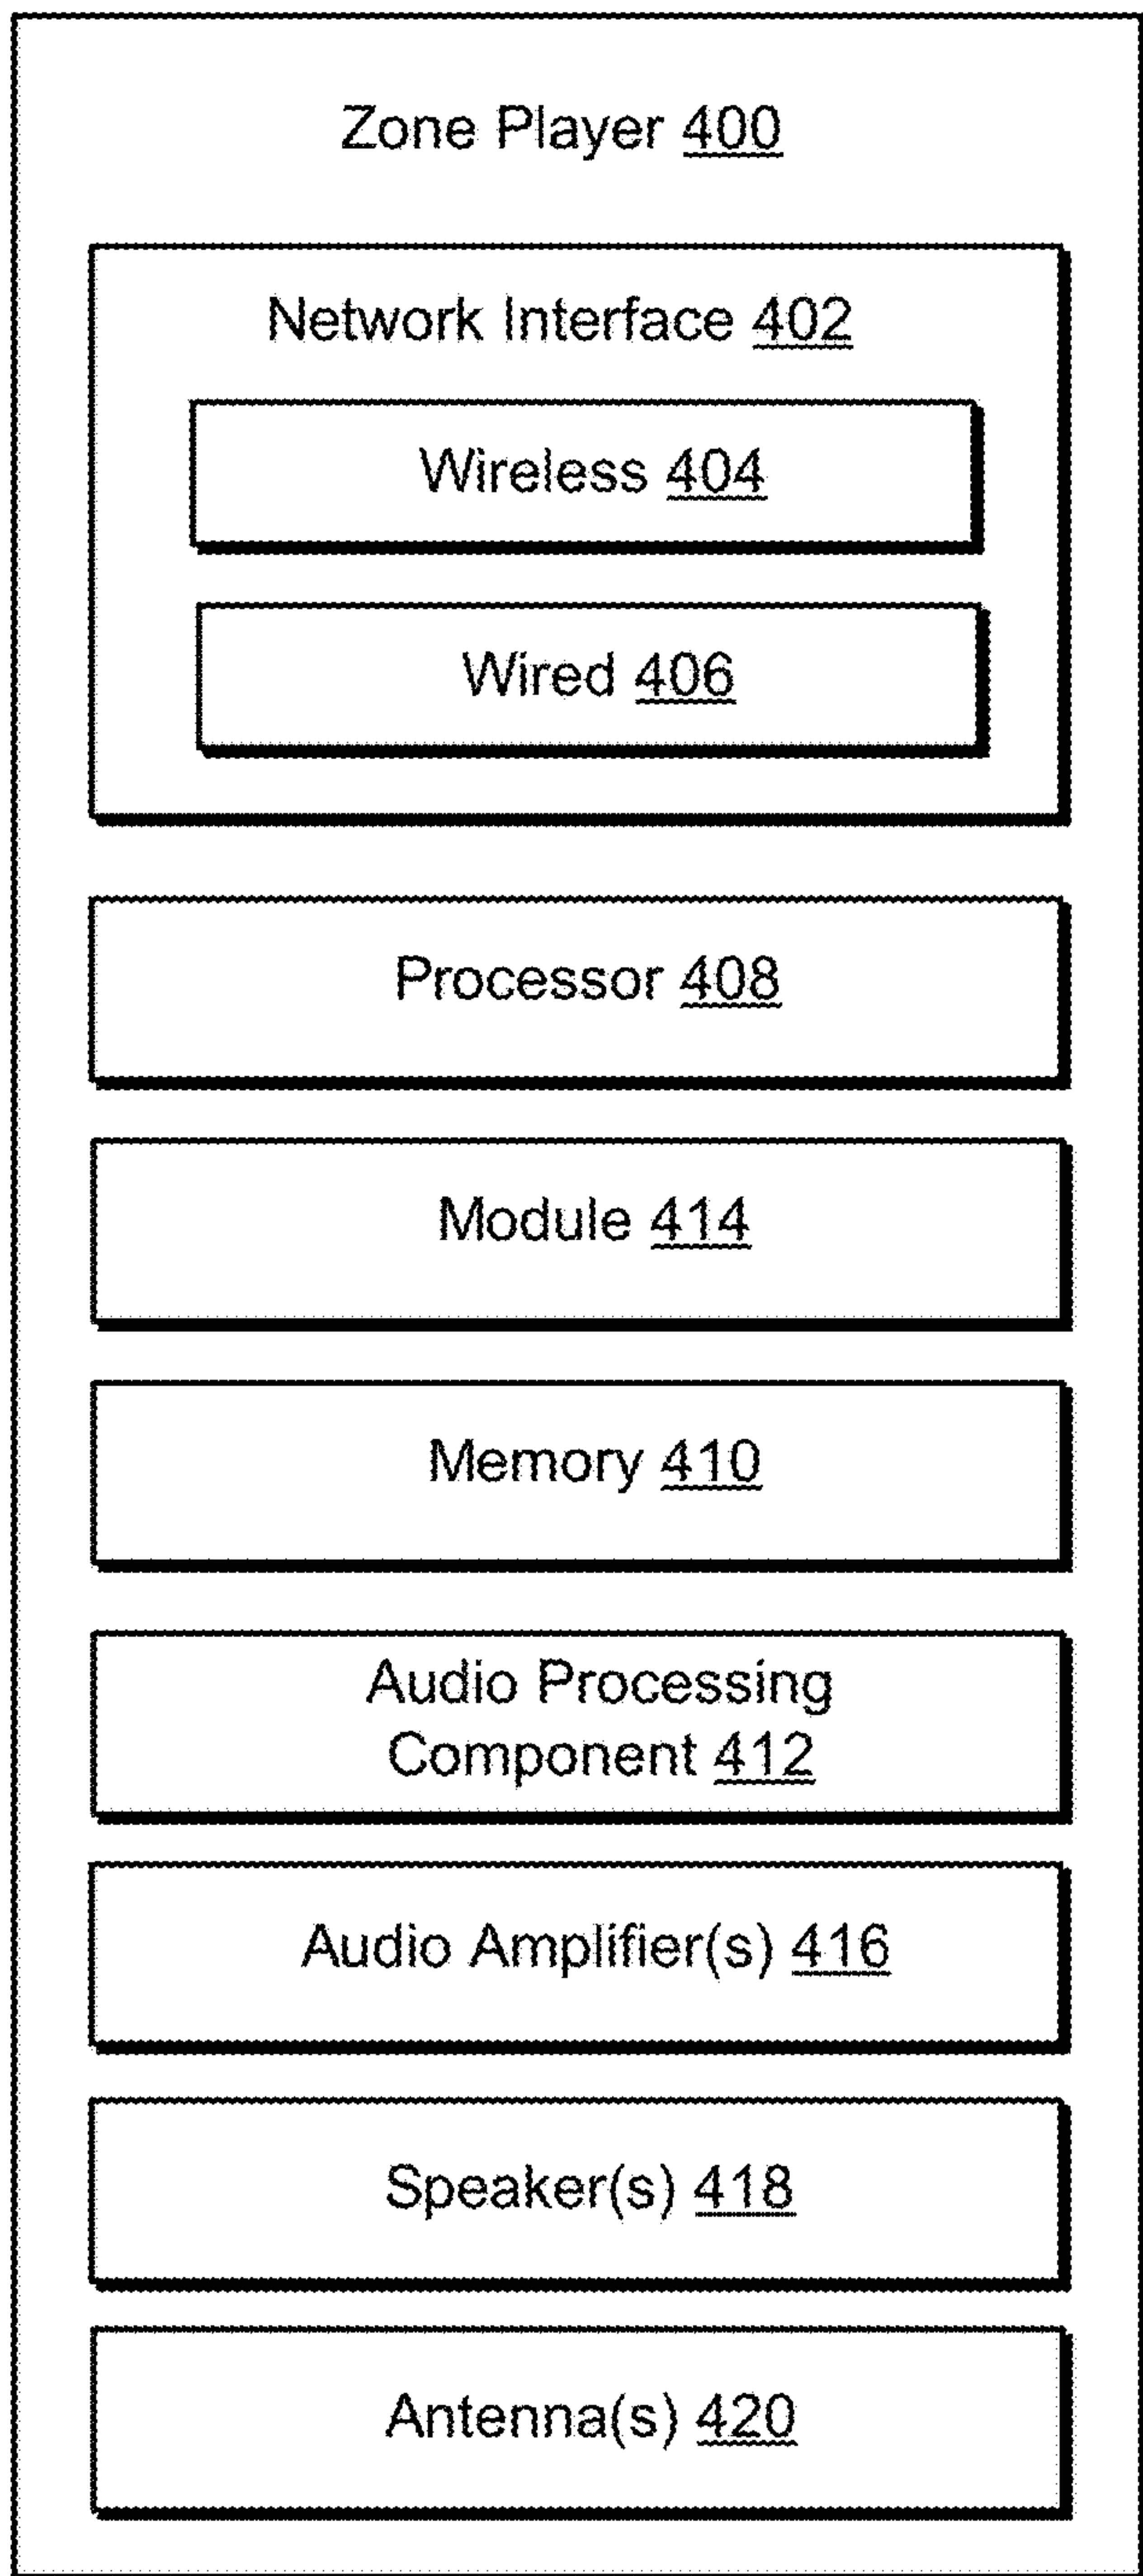 Zone Player 400
Network Interface 402
Wireless 404
Wired 406
Processor 408
Module 414
Memory 410
Audio Processing
Component 412
Audio Amplifier(s) 416
Speaker(s) 418
Antenna(s) 420